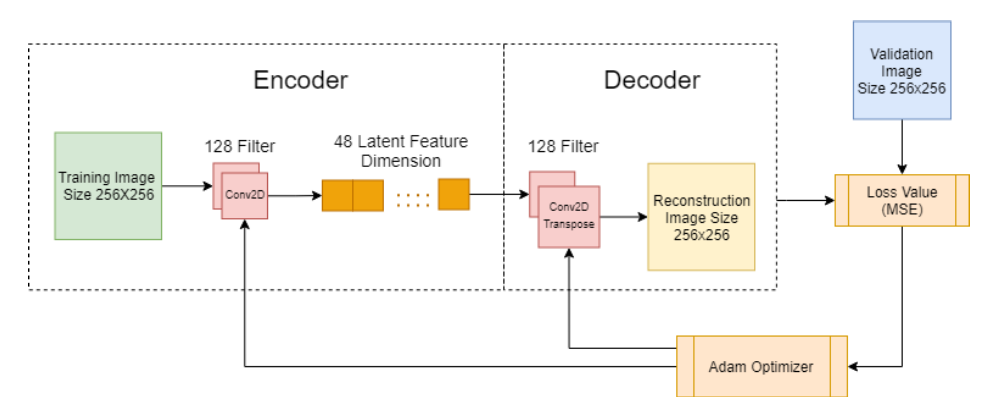 Encoder
Decoder
Validation
Image
Size 256x256
128 Filter
48 Latent Feature
Dimension
128 Filter
Training Image
Size 256X256
Conv2D
Conv2D
Transpose
Reconstruction
Image Size
256x256
Loss Value
(MSE)
Adam Optimizer